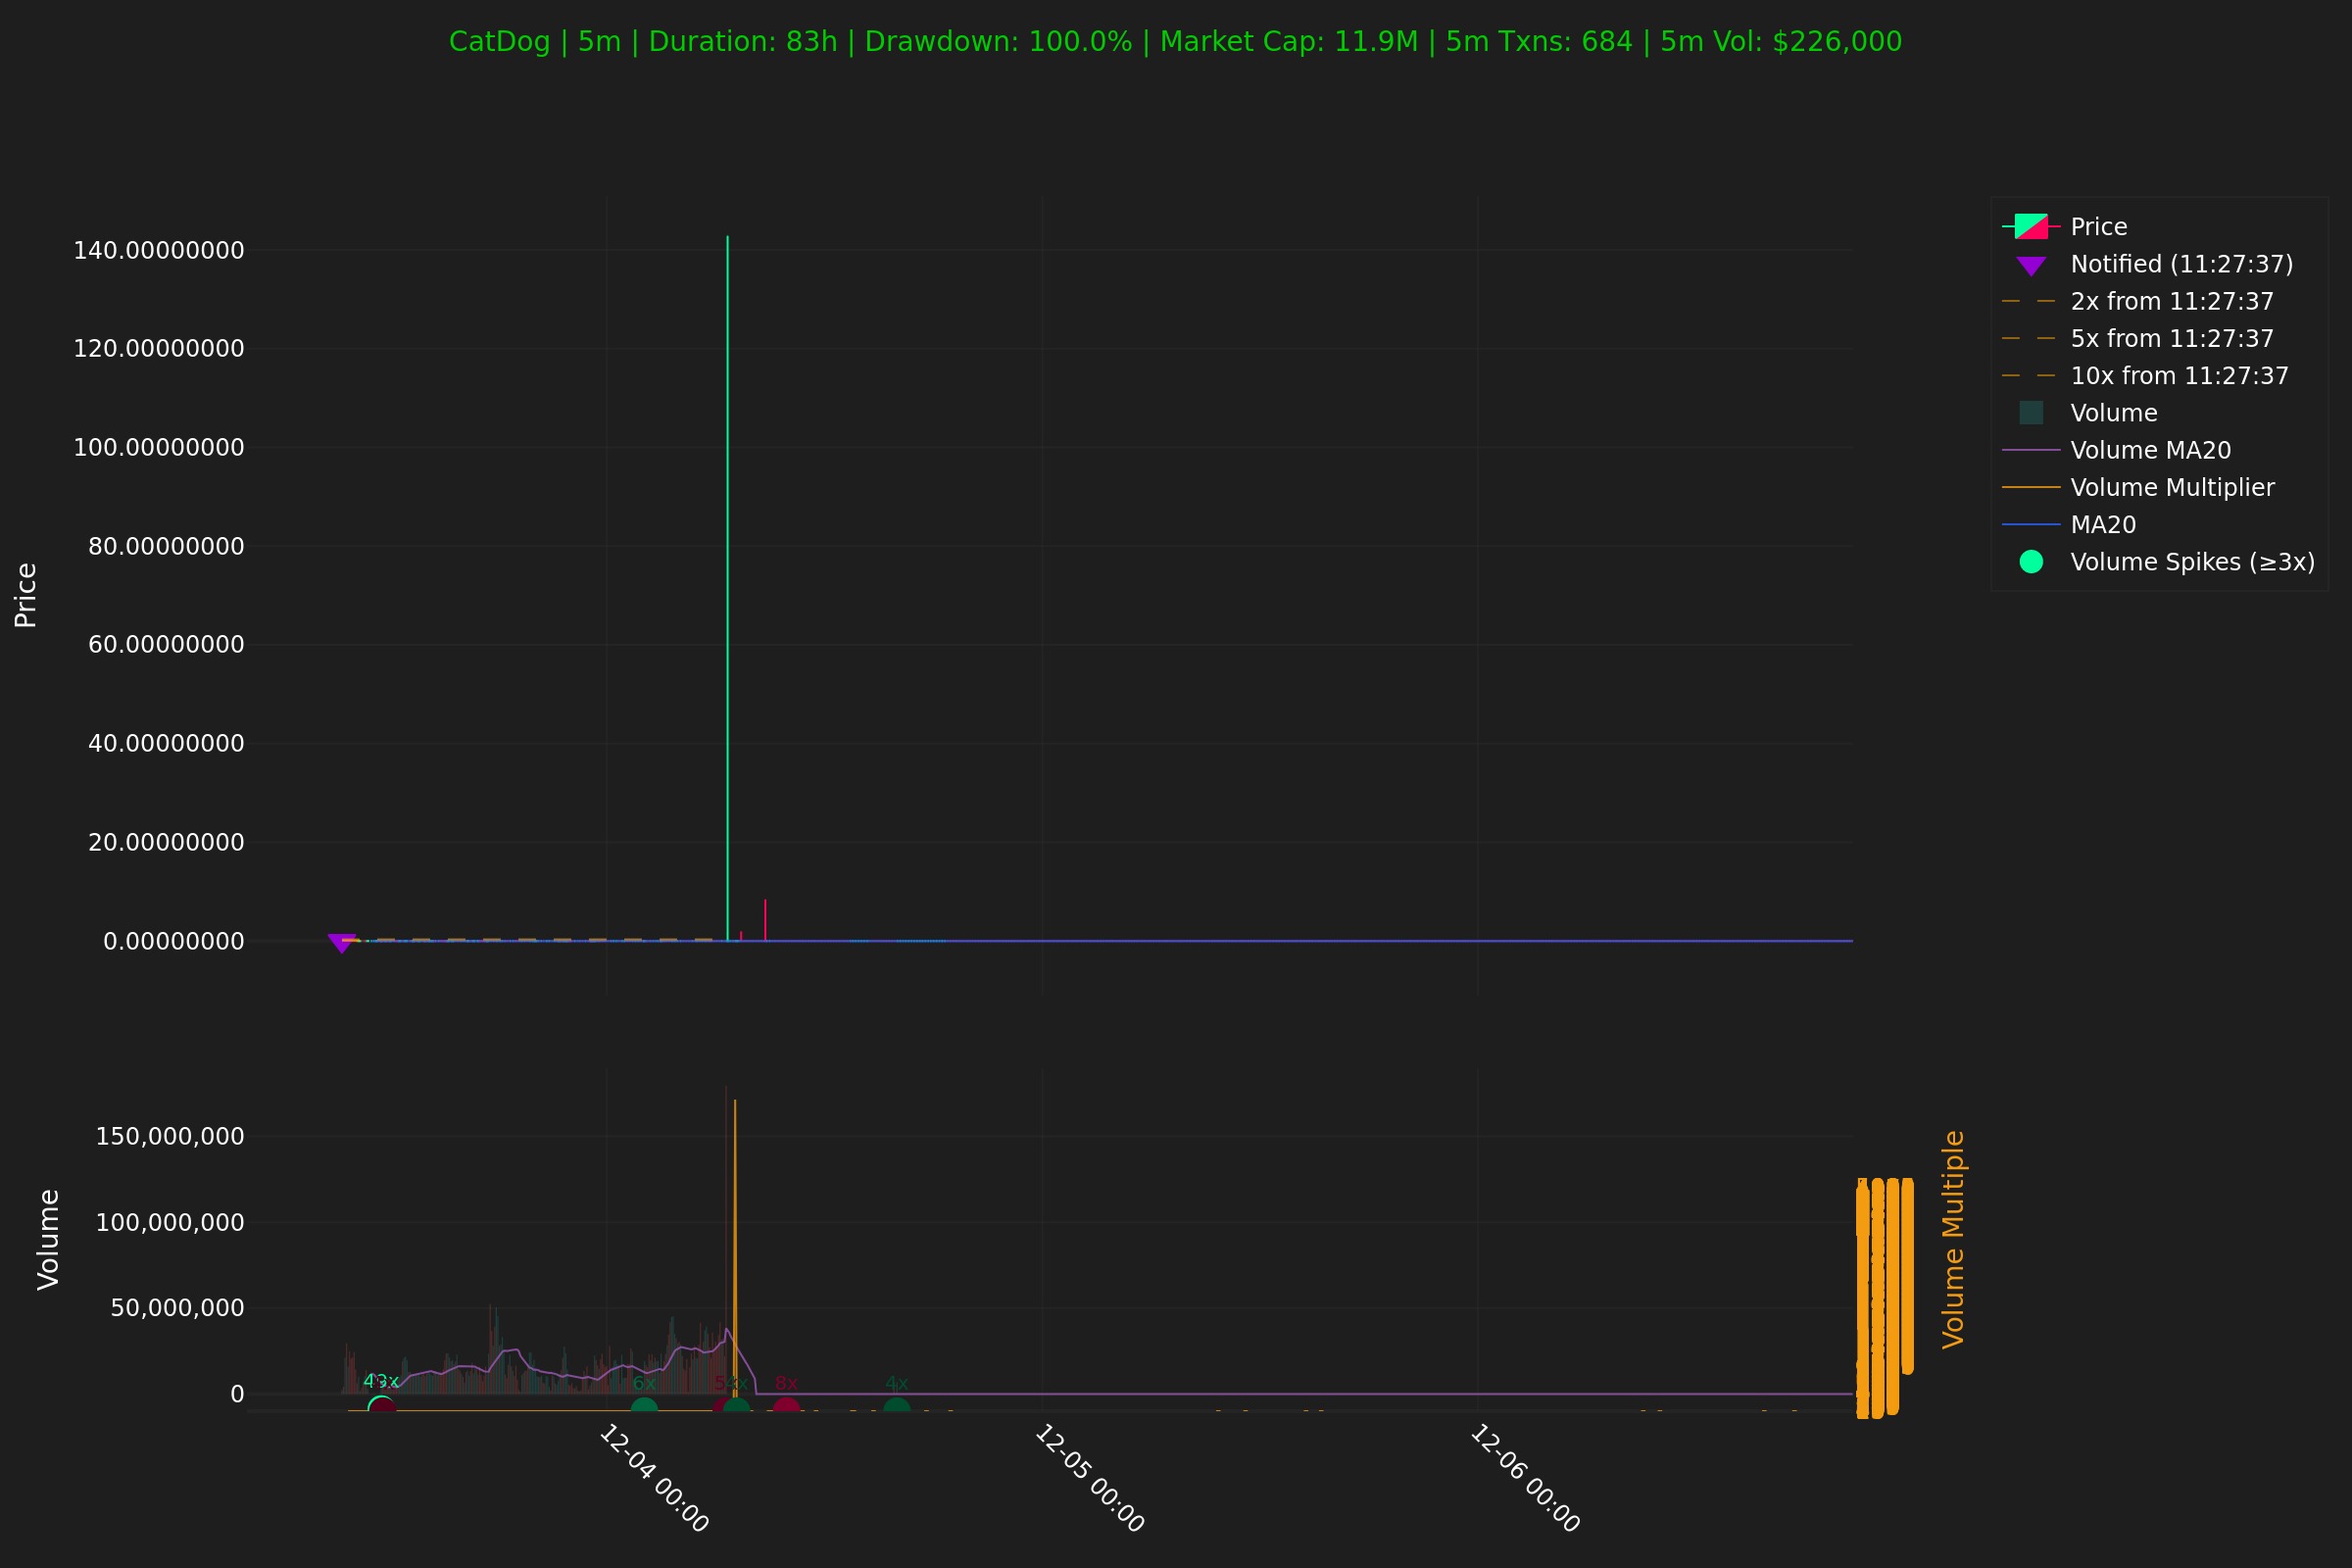 CatDog | 5m | Duration: 83h | Drawdown: 100.0% | Market Cap: 11.9M | 5m Txns: 684 | 5m Vol: $226,000
Price
140.00000000
120.00000000
100.00000000
80.00000000
60.00000000
40.00000000
20.00000000
0.00000000
Price
Notified (11:27:37)
2x from 11:27:37
5x from 11:27:37
10x from 11:27:37
Volume
Volume MA20
Volume Multiplier
MA20
Volume Spikes (≥3x)
Volume
150,000,000
100,000,000
50,000,000
0
6x
8x
4x
Volume Multiple
12-04 00:00
12-05 00:00
12-06 00:00